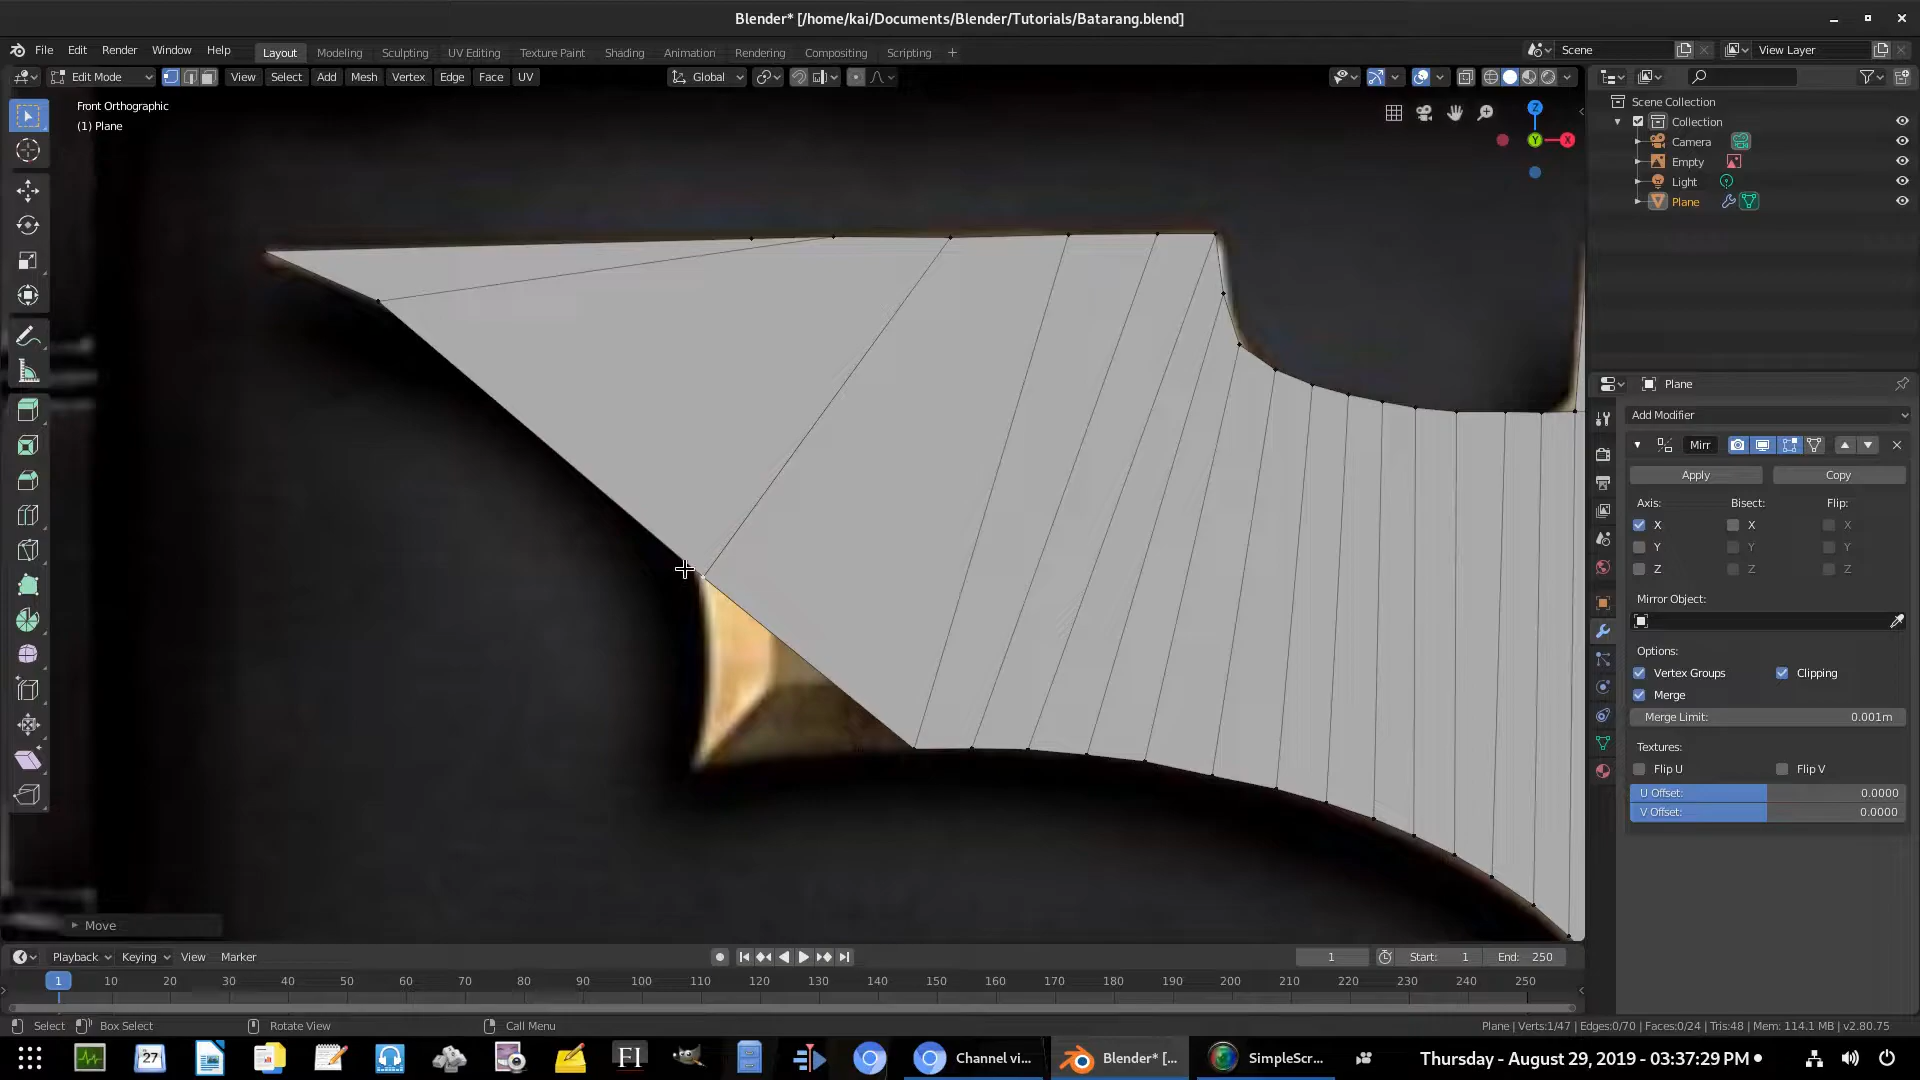 Blender* [/home/kai/Documents/Blender/Tutorials/Batarang.blend]
File Edit Render Window Help Layout Modeling Sculpting UV Editing Texture Paint Shading Animation Rendering Compositing Scripting + Scene View Layer
Edit Mode View Select Add Mesh Vertex Edge Face UV Global
Front Orthographic
(1) Plane
Z
Y X
Scene Collection
Collection
Camera
Empty
Light
Plane
Plane
Add Modifier
Mirr
Apply Copy
Axis: Bisect: Flip:
X X X
Y Y Y
Z Z Z
Mirror Object:
Options:
Vertex Groups Clipping
Merge
Merge Limit: 0.001m
Textures:
Flip U Flip V
U Offset: 0.0000
V Offset: 0.0000
Move
Playback Keying View Marker 1 Start: 1 End: 250
1 10 20 30 40 50 60 70 80 90 100 110 120 130 140 150 160 170 180 190 200 210 220 230 240 250
Select Box Select Rotate View Call Menu Plane | Verts:1/47 | Edges:0/70 | Faces:0/24 | Tris:48 | Mem: 114.1 MB | v2.80.75
27 FI Channel vi... Blender* [... SimpleScr... Thursday - August 29, 2019 - 03:37:29 PM